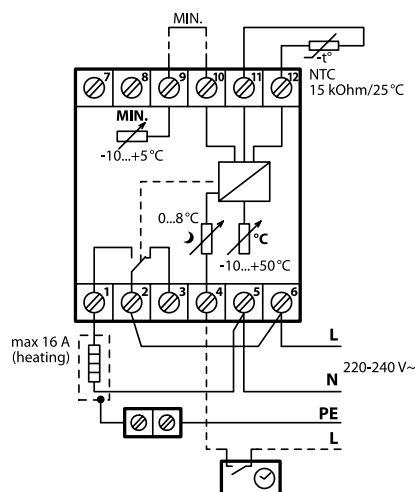 MIN.
-t°
NTC
15 kOhm/25°C
7 8 9 10 11 12
MIN.
-10...+5°C
0...8°C
°C
-10...+50°C
1 2 3 4 5 6
max 16 A
(heating)
L
220-240 V~
N
PE
L